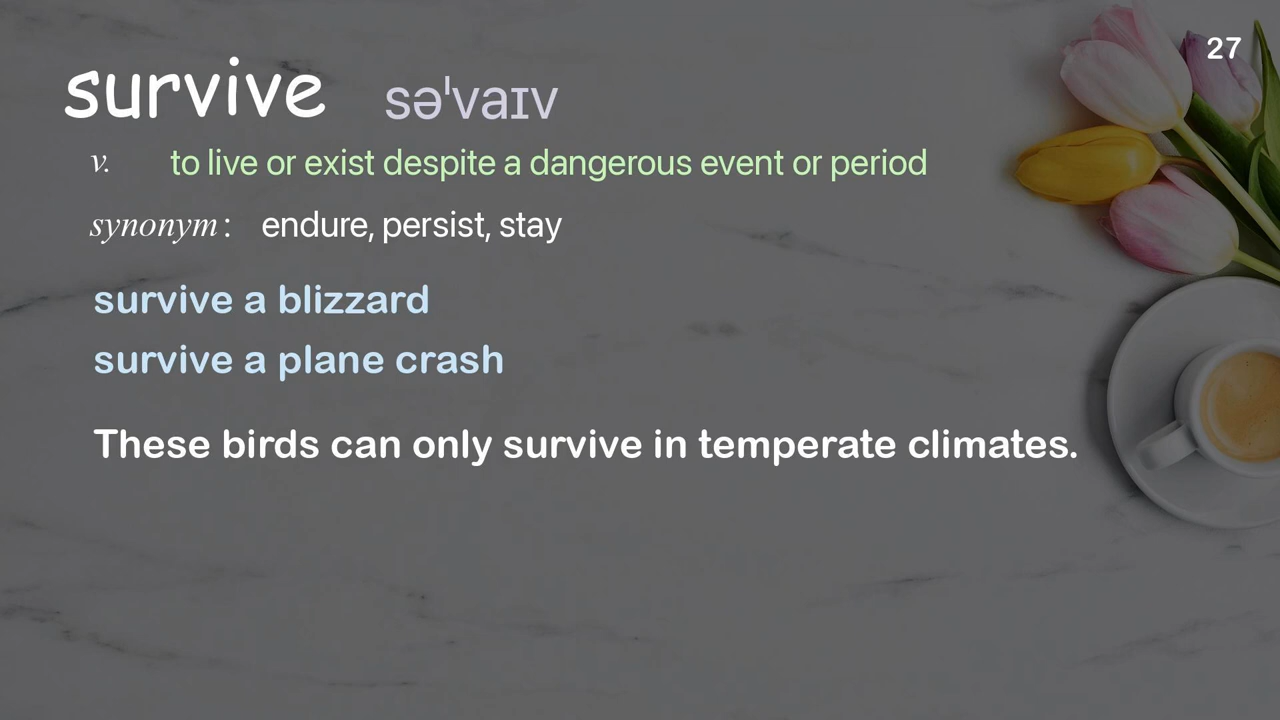 27
survive səˈvaɪv
v. to live or exist despite a dangerous event or period
synonym: endure, persist, stay
survive a blizzard
survive a plane crash
These birds can only survive in temperate climates.